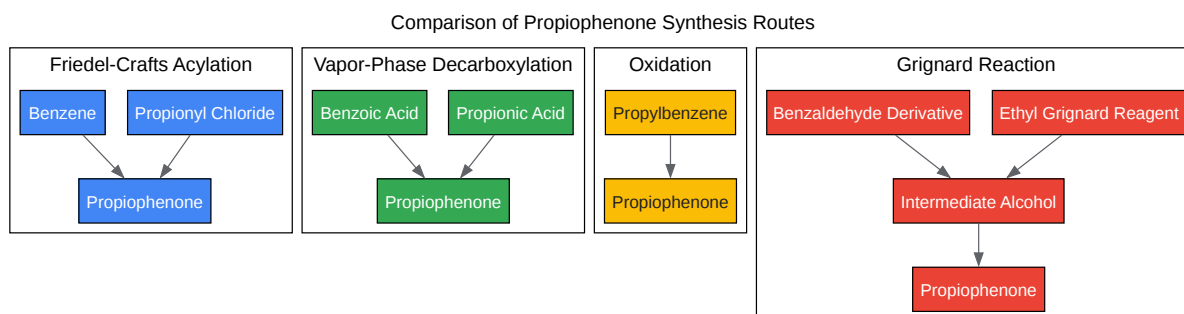 Comparison of Propiophenone Synthesis Routes
Friedel-Crafts Acylation
Benzene
Propionyl Chloride
Propiophenone
Vapor-Phase Decarboxylation
Benzoic Acid
Propionic Acid
Propiophenone
Oxidation
Propylbenzene
Propiophenone
Grignard Reaction
Benzaldehyde Derivative
Ethyl Grignard Reagent
Intermediate Alcohol
Propiophenone